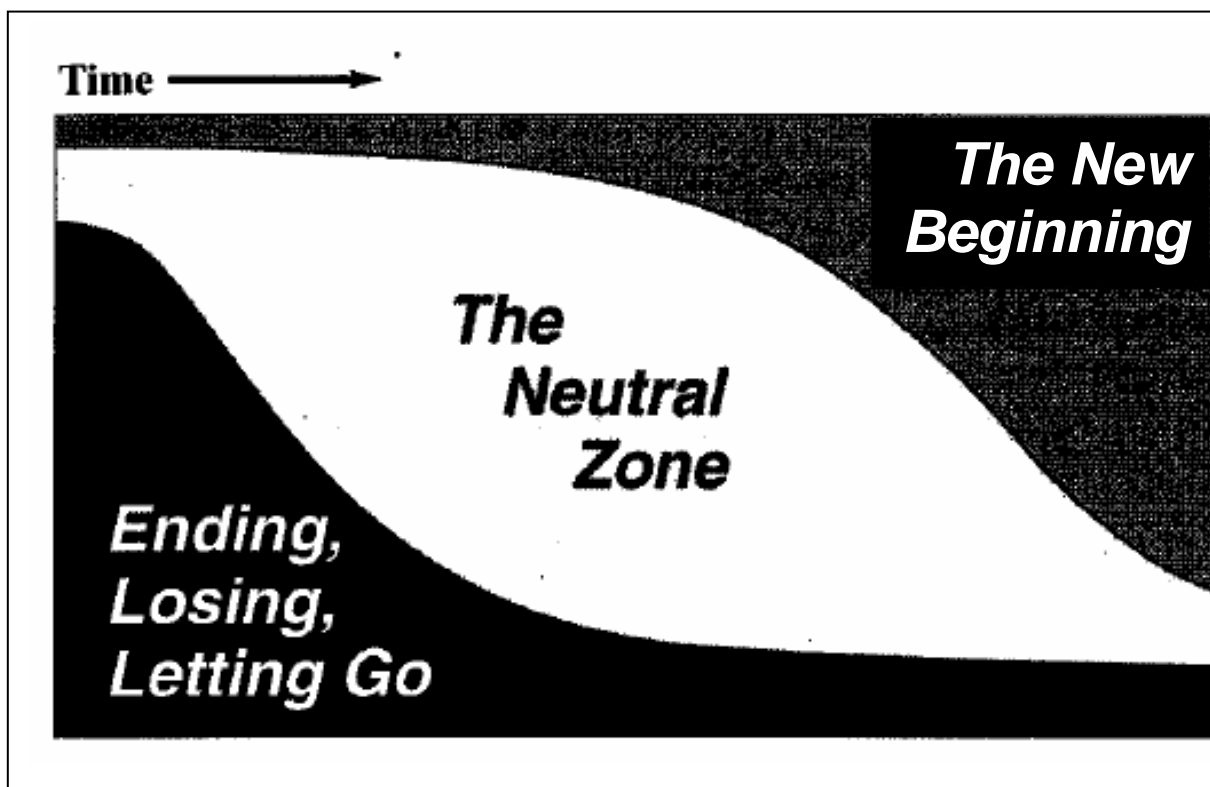 Time
The New
Beginning
The
Neutral
Zone
Ending,
Losing,
Letting Go